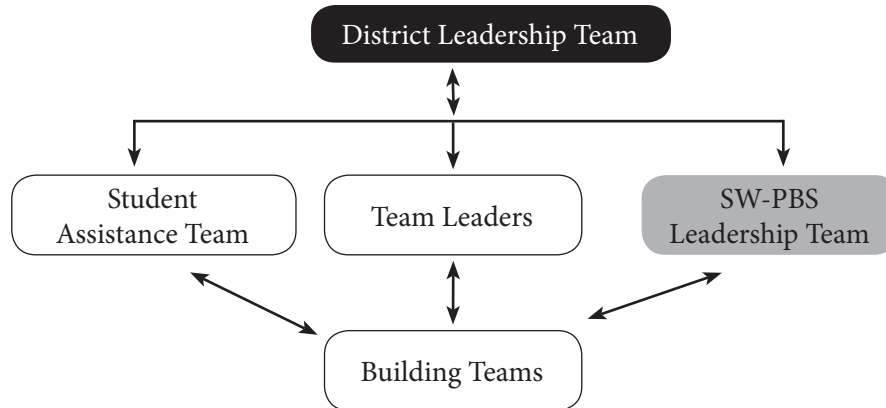 District Leadership Team
Student
Assistance Team
Team Leaders
SW-PBS
Leadership Team
Building Teams